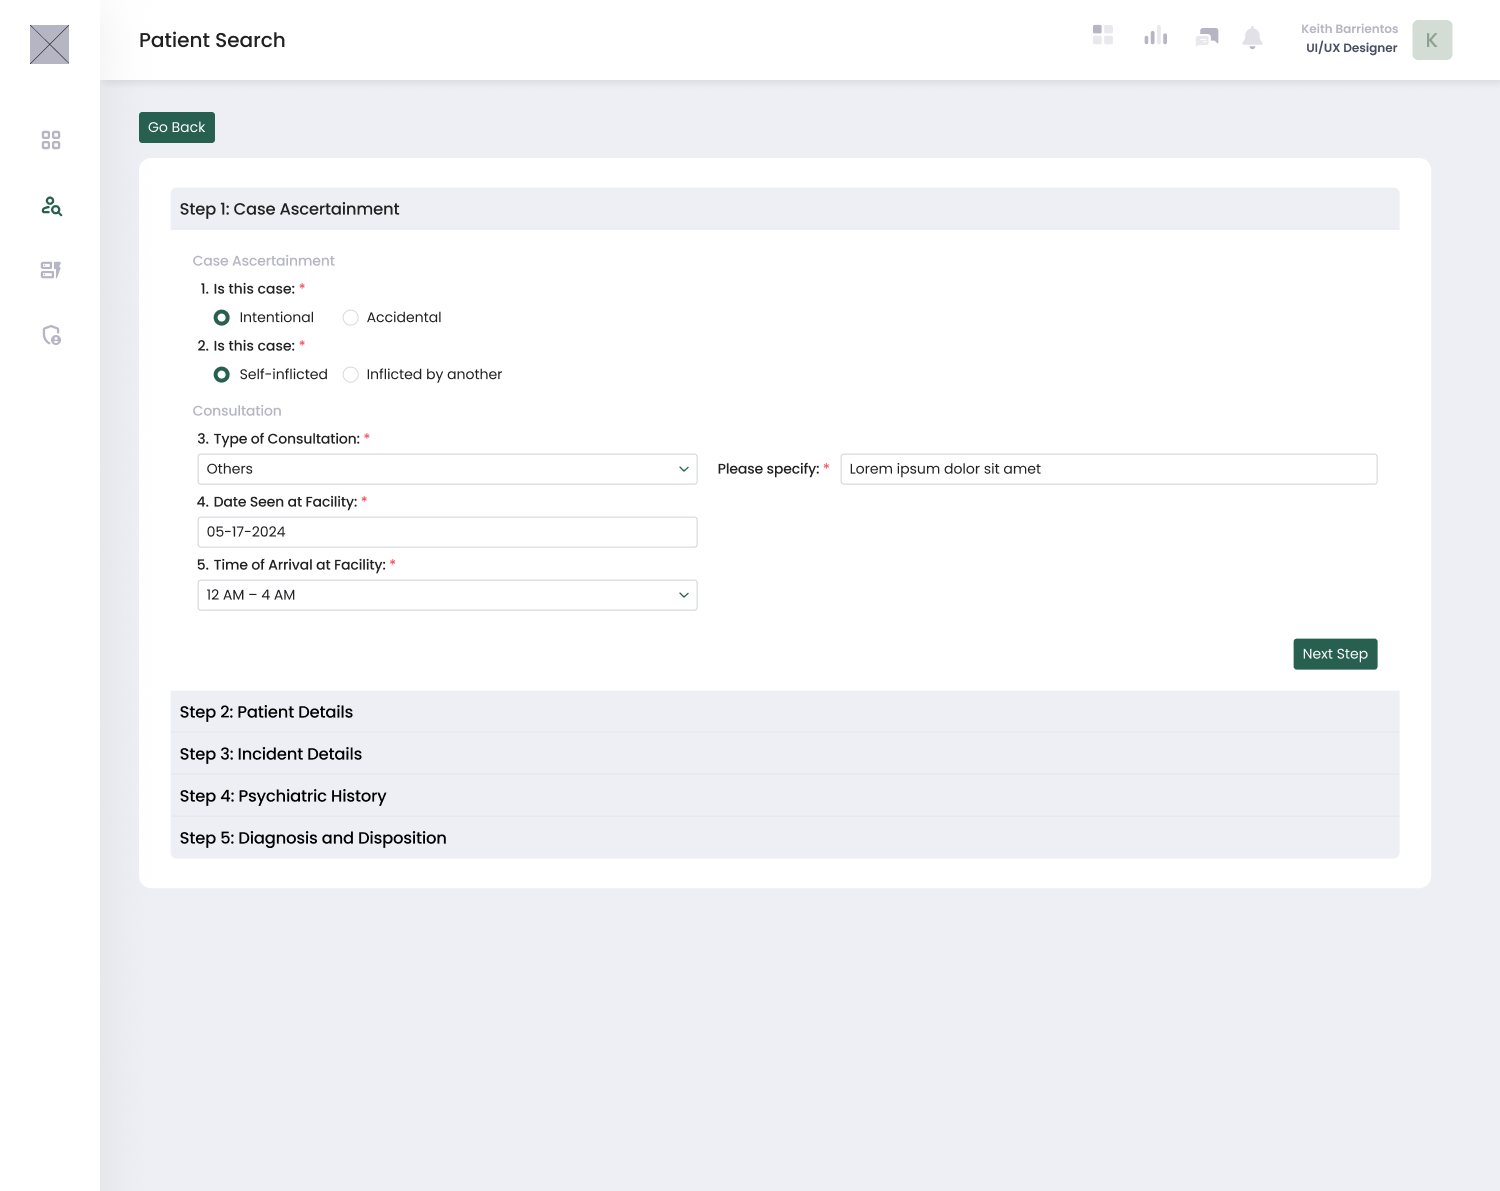 Patient Search
Keith Barrientos
UI/UX Designer
K
Go Back
Step 1: Case Ascertainment
Case Ascertainment
1. Is this case: *
Intentional
Accidental
2. Is this case: *
Self-inflicted
Inflicted by another
Consultation
3. Type of Consultation: *
Others
Please specify: *
Lorem ipsum dolor sit amet
4. Date Seen at Facility: *
05-17-2024
5. Time of Arrival at Facility: *
12 AM – 4 AM
Next Step
Step 2: Patient Details
Step 3: Incident Details
Step 4: Psychiatric History
Step 5: Diagnosis and Disposition